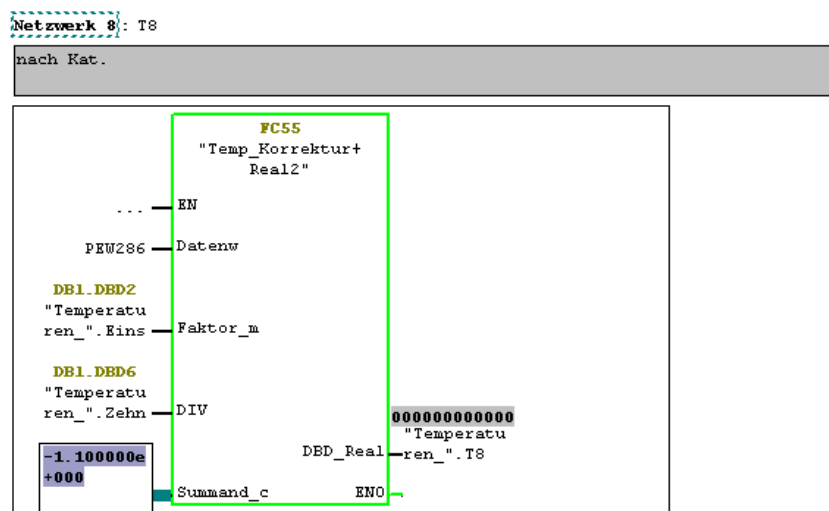 Netzwerk 8: T8
nach Kat.
FC55
"Temp_Korrektur+
Real2"
... EN
PEW286 Datenw
DB1.DBD2
"Temperatu
ren_".Eins Faktor_m
DB1.DBD6
"Temperatu
ren_".Zehn DIV
000000000000
"Temperatu
DBD_Real ren_".T8
-1.100000e
+000
Summand_c ENO